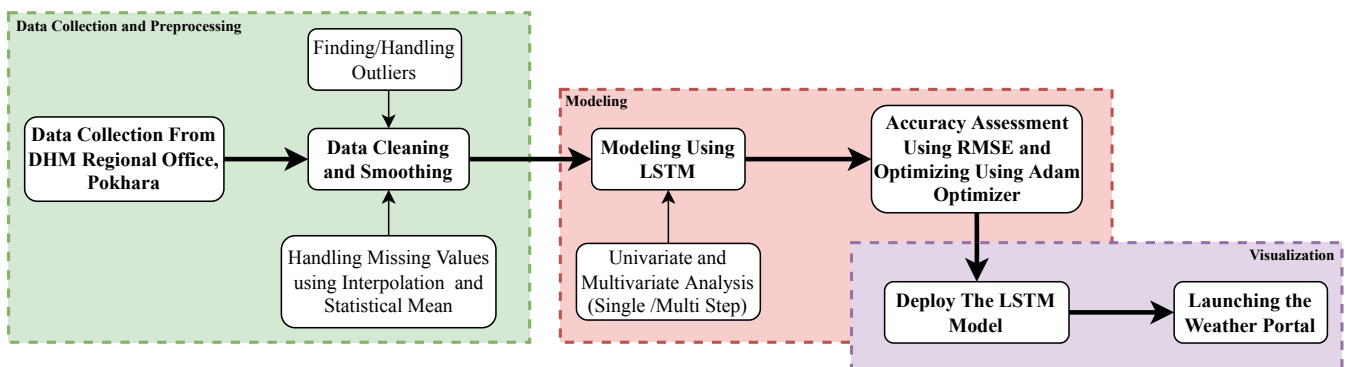 Data Collection and Preprocessing
Finding/Handling
Outliers
Data Collection From
DHM Regional Office,
Pokhara
Data Cleaning
and Smoothing
Handling Missing Values
using Interpolation and
Statistical Mean
Modeling
Modeling Using
LSTM
Univariate and
Multivariate Analysis
(Single /Multi Step)
Accuracy Assessment
Using RMSE and
Optimizing Using Adam
Optimizer
Visualization
Deploy The LSTM
Model
Launching the
Weather Portal